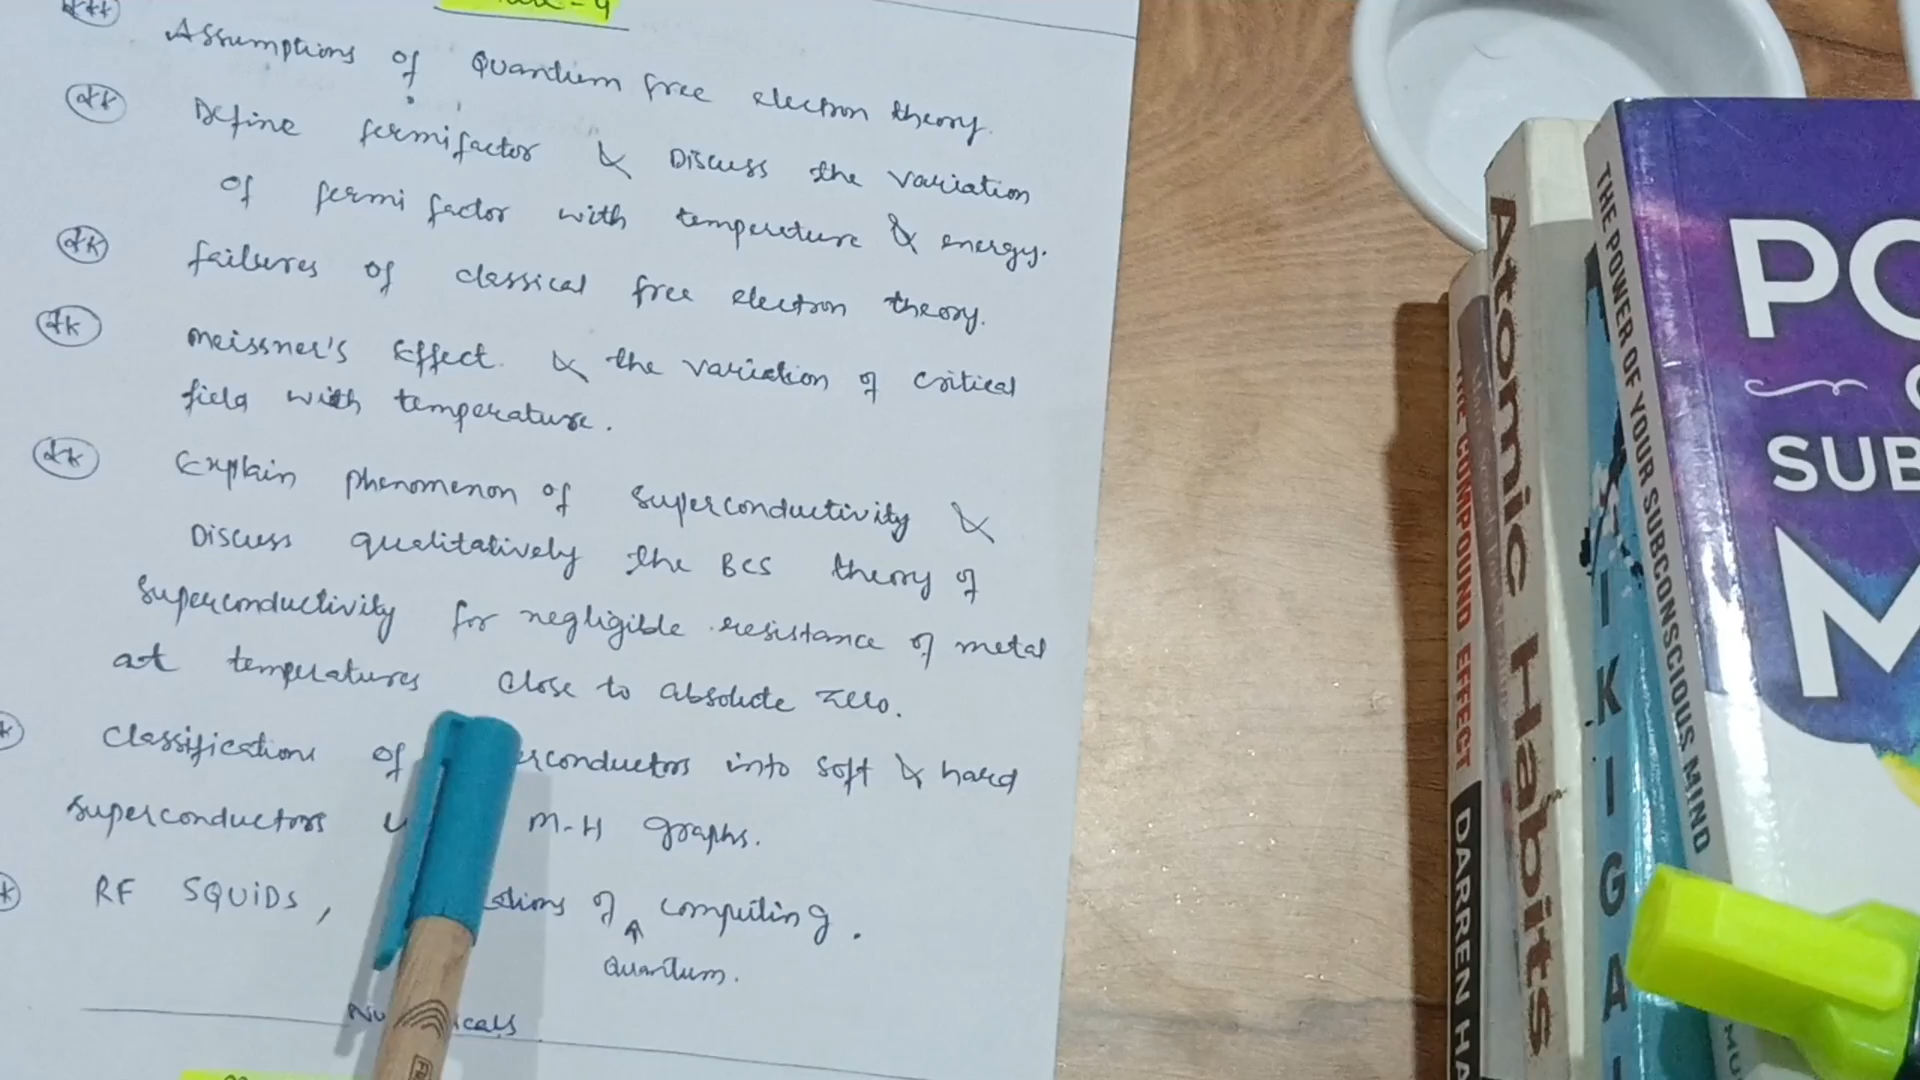 - 4
Assumptions of Quantum free electron theory.
Define fermifactor & Discuss the variation
of fermi factor with temperature & energy.
failures of classical free electron theory.
Meissner's Effect. & the variation of critical
field with temperature.
Explain phenomenon of superconductivity &
Discuss qualitatively the BCS theory of
superconductivity for negligible resistance of metal
at temperatures close to absolute zero.
Classifications of erconductors into soft & hard
superconductors M-H graphs.
RF SQUIDS, of computing.
Quantum.
Atomic Habits
THE COMPOUND EFFECT DARREN HA
IKIGAI
THE POWER OF YOUR SUBCONSCIOUS MIND
PO
SUB
M